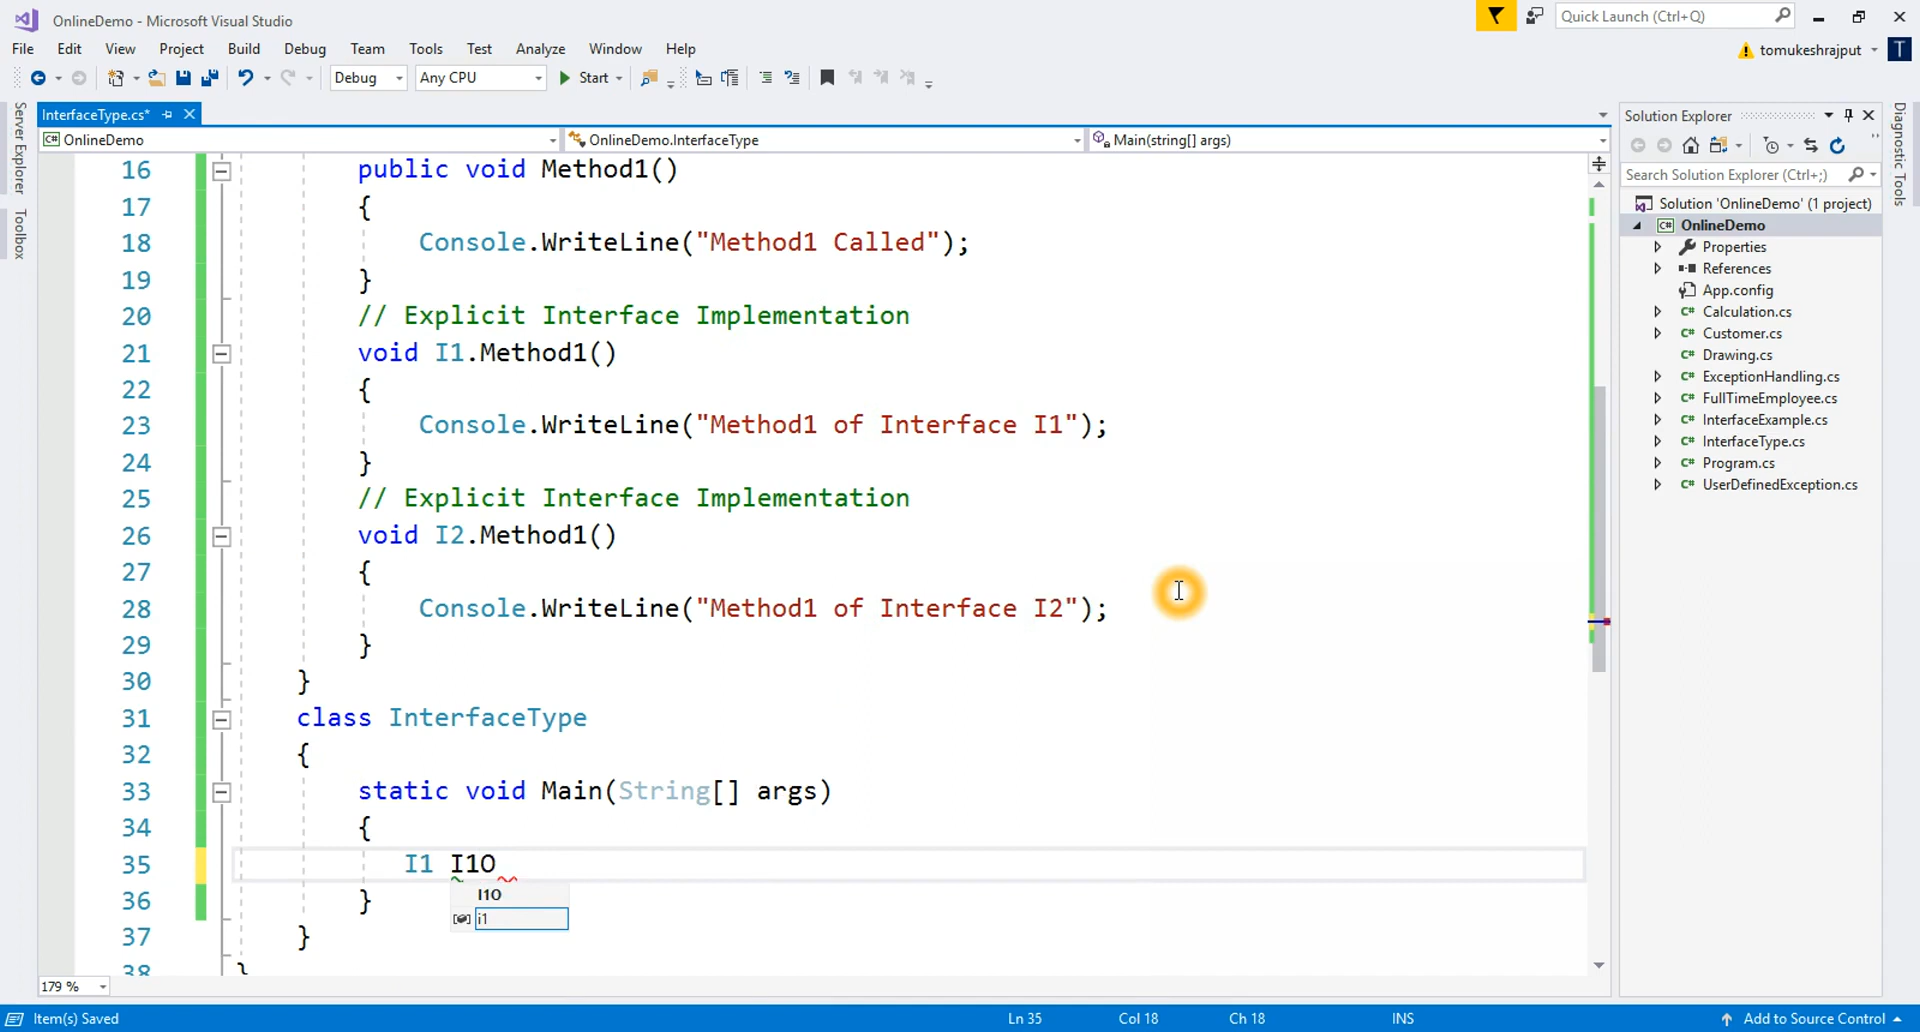 OnlineDemo - Microsoft Visual Studio
Quick Launch (Ctrl+Q)
File Edit View Project Build Debug Team Tools Test Analyze Window Help
tomukeshrajput T
Debug Any CPU Start
Server Explorer
Toolbox
InterfaceType.cs*
OnlineDemo OnlineDemo.InterfaceType Main(string[] args)
16 public void Method1()
17 {
18 Console.WriteLine("Method1 Called");
19 }
20 // Explicit Interface Implementation
21 void I1.Method1()
22 {
23 Console.WriteLine("Method1 of Interface I1");
24 }
25 // Explicit Interface Implementation
26 void I2.Method1()
27 {
28 Console.WriteLine("Method1 of Interface I2");
29 }
30 }
31 class InterfaceType
32 {
33 static void Main(String[] args)
34 {
35 I1 I1O
I1O
i1
36 }
37 }
38 }
179 %
Solution Explorer
Search Solution Explorer (Ctrl+;)
Solution 'OnlineDemo' (1 project)
C# OnlineDemo
Properties
References
App.config
C# Calculation.cs
C# Customer.cs
C# Drawing.cs
C# ExceptionHandling.cs
C# FullTimeEmployee.cs
C# InterfaceExample.cs
C# InterfaceType.cs
C# Program.cs
C# UserDefinedException.cs
Diagnostic Tools
Item(s) Saved Ln 35 Col 18 Ch 18 INS Add to Source Control